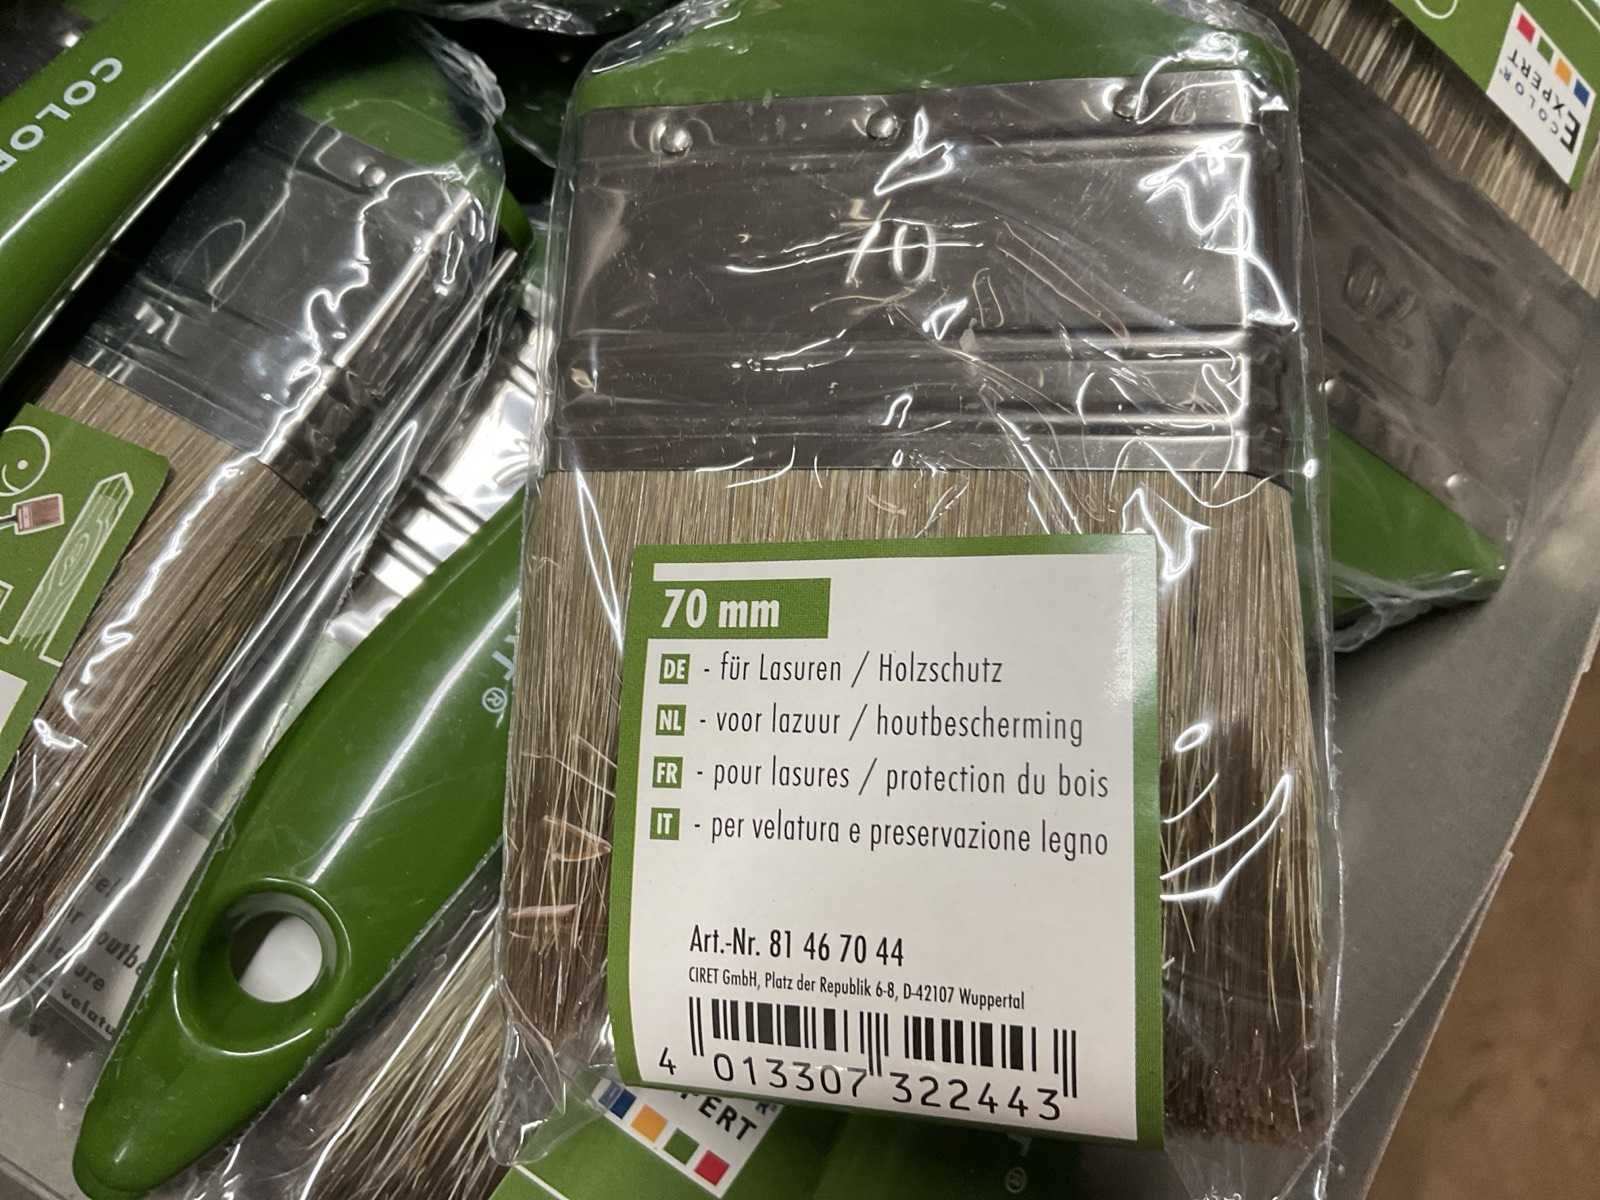 COLOR
COLOR®
EXPERT
70
70 mm
DE - für Lasuren / Holzschutz
NL - voor lazuur / houtbescherming
FR - pour lasures / protection du bois
IT - per velatura e preservazione legno
Art.-Nr. 81 46 70 44
CIRET GmbH, Platz der Republik 6-8, D-42107 Wuppertal
4 013307 322443
PERT